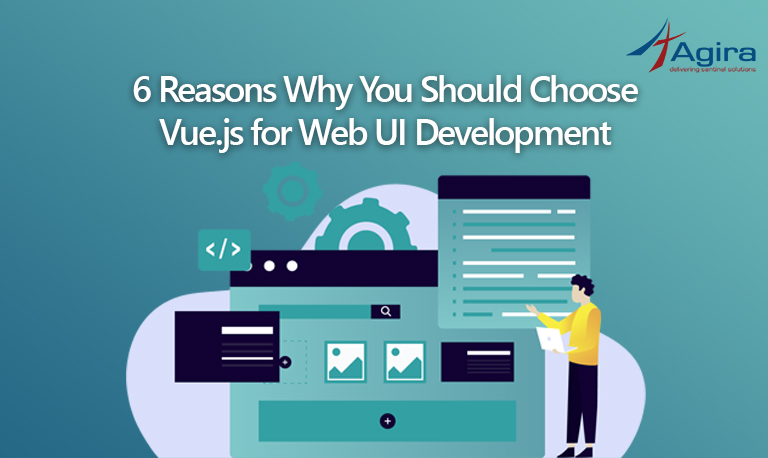 Agira
delivering sentinel solutions
6 Reasons Why You Should Choose
Vue.js for Web UI Development
</>